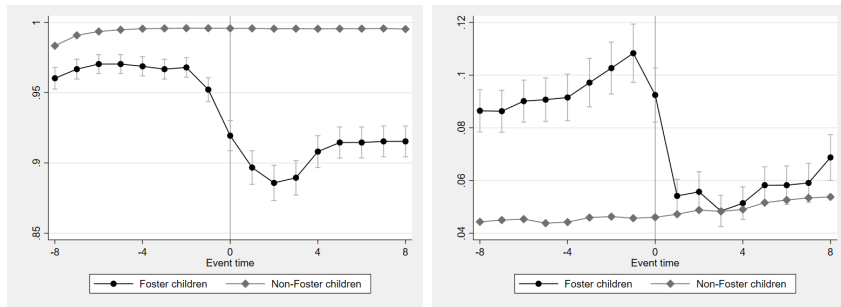 1
.95
.9
.85
-8 -4 0 4 8
Event time
Foster children Non-Foster children
.12
.1
.08
.06
.04
-8 -4 0 4 8
Event time
Foster children Non-Foster children